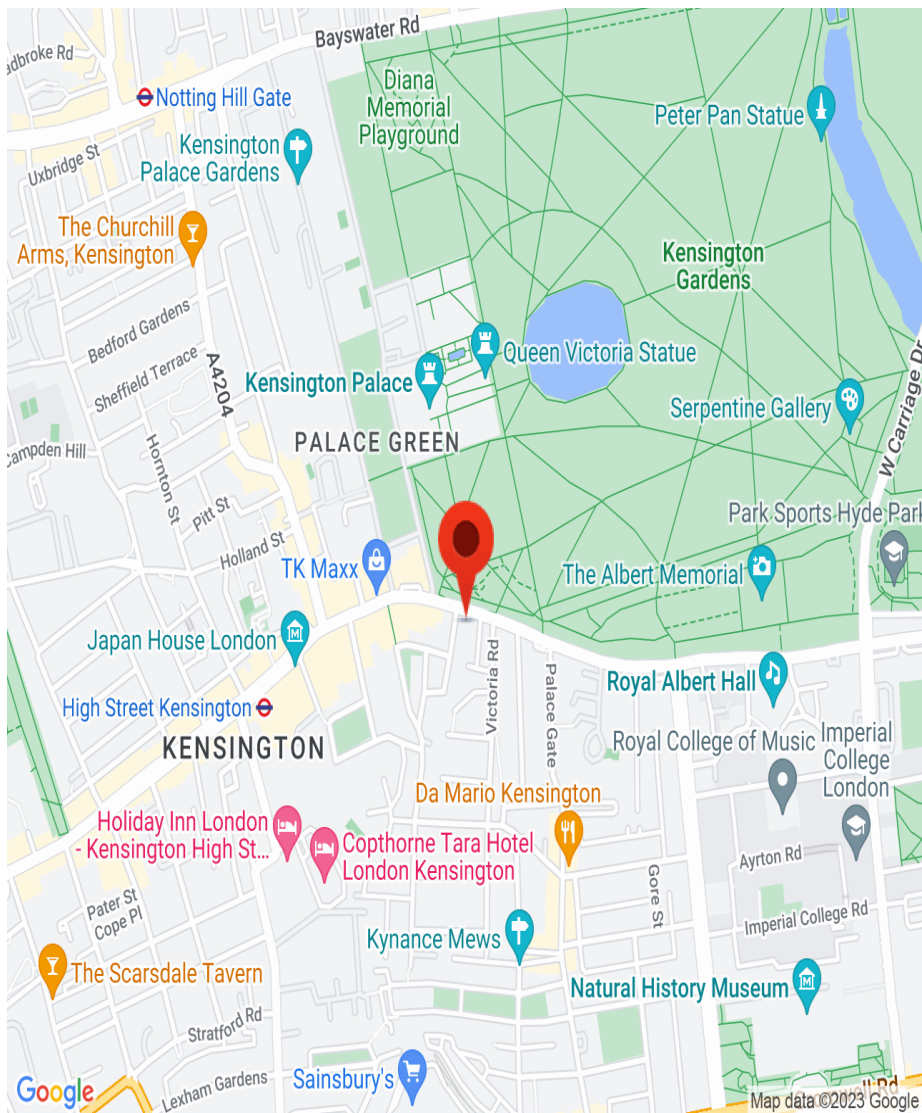 Bayswater Rd
adbroke Rd
Diana
Memorial
Playground
Notting Hill Gate
Peter Pan Statue
Kensington
Palace Gardens
Uxbridge St
The Churchill
Arms, Kensington
Kensington
Gardens
Bedford Gardens
Queen Victoria Statue
W Carriage Dr
Sheffield Terrace
A4204
Kensington Palace
Serpentine Gallery
PALACE GREEN
Campden Hill
Hornton St
Pitt St
Park Sports Hyde Park
Holland St
TK Maxx
The Albert Memorial
Japan House London
Victoria Rd
Palace Gate
Royal Albert Hall
High Street Kensington
KENSINGTON
Royal College of Music
Imperial
College
London
Da Mario Kensington
Holiday Inn London
- Kensington High St...
Copthorne Tara Hotel
London Kensington
Ayrton Rd
Gore St
Pater St
Cope Pl
Imperial College Rd
Kynance Mews
The Scarsdale Tavern
Natural History Museum
Stratford Rd
Sainsbury's
Lexham Gardens
Google
Map data ©2023 Google